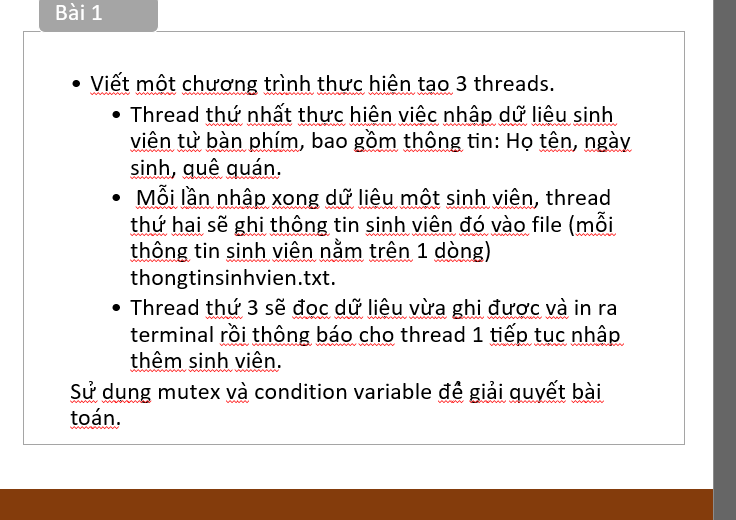 Bài 1
• Viết một chương trình thực hiện tạo 3 threads.
• Thread thứ nhất thực hiện việc nhập dữ liệu sinh
viên từ bàn phím, bao gồm thông tin: Họ tên, ngày
sinh, quê quán.
• Mỗi lần nhập xong dữ liệu một sinh viên, thread
thứ hai sẽ ghi thông tin sinh viên đó vào file (mỗi
thông tin sinh viên nằm trên 1 dòng)
thongtinsinhvien.txt.
• Thread thứ 3 sẽ đọc dữ liệu vừa ghi được và in ra
terminal rồi thông báo cho thread 1 tiếp tục nhập
thêm sinh viên.
Sử dụng mutex và condition variable để giải quyết bài
toán.